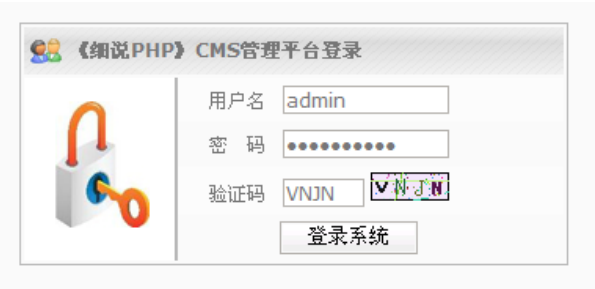 《细说PHP》CMS管理平台登录
用户名 admin
密 码 ••••••••••
验证码 VNJN VNJN
登录系统